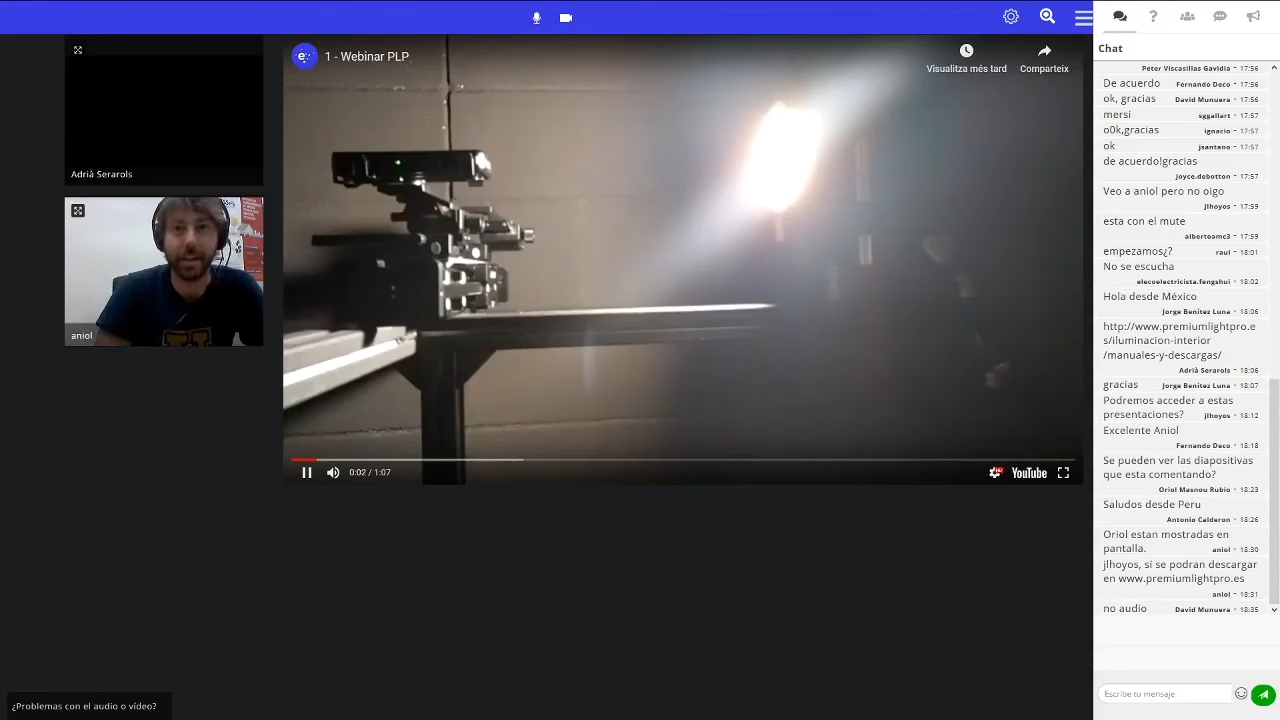 Adrià Serarols
aniol
1 - Webinar PLP
Visualitza més tard
Comparteix
0:02 / 1:07
HD
YouTube
¿Problemas con el audio o vídeo?
Chat
Peter Viscasillas Gavidia - 17:56
De acuerdo Fernando Deco - 17:56
ok, gracias David Munuera - 17:56
mersi sggallart - 17:57
o0k,gracias ignacio - 17:57
ok jsantano - 17:57
de acuerdo!gracias
joyce.debotton - 17:57
Veo a aniol pero no oigo
jlhoyos - 17:59
esta con el mute
albertoamc3 - 17:59
empezamos¿? raul - 18:01
No se escucha
elecoelectricista.fengshui - 18:02
Hola desde México
Jorge Benítez Luna - 18:06
http://www.premiumlightpro.e
s/iluminacion-interior
/manuales-y-descargas/
Adrià Serarols - 18:06
gracias Jorge Benítez Luna - 18:07
Podremos acceder a estas
presentaciones? jlhoyos - 18:12
Excelente Aniol
Fernando Deco - 18:18
Se pueden ver las diapositivas
que esta comentando?
Oriol Masnou Rubio - 18:23
Saludos desde Peru
Antonio Calderon - 18:26
Oriol estan mostradas en
pantalla. aniol - 18:30
jlhoyos, si se podran descargar
en www.premiumlightpro.es
aniol - 18:31
no audio David Munuera - 18:35
Escribe tu mensaje